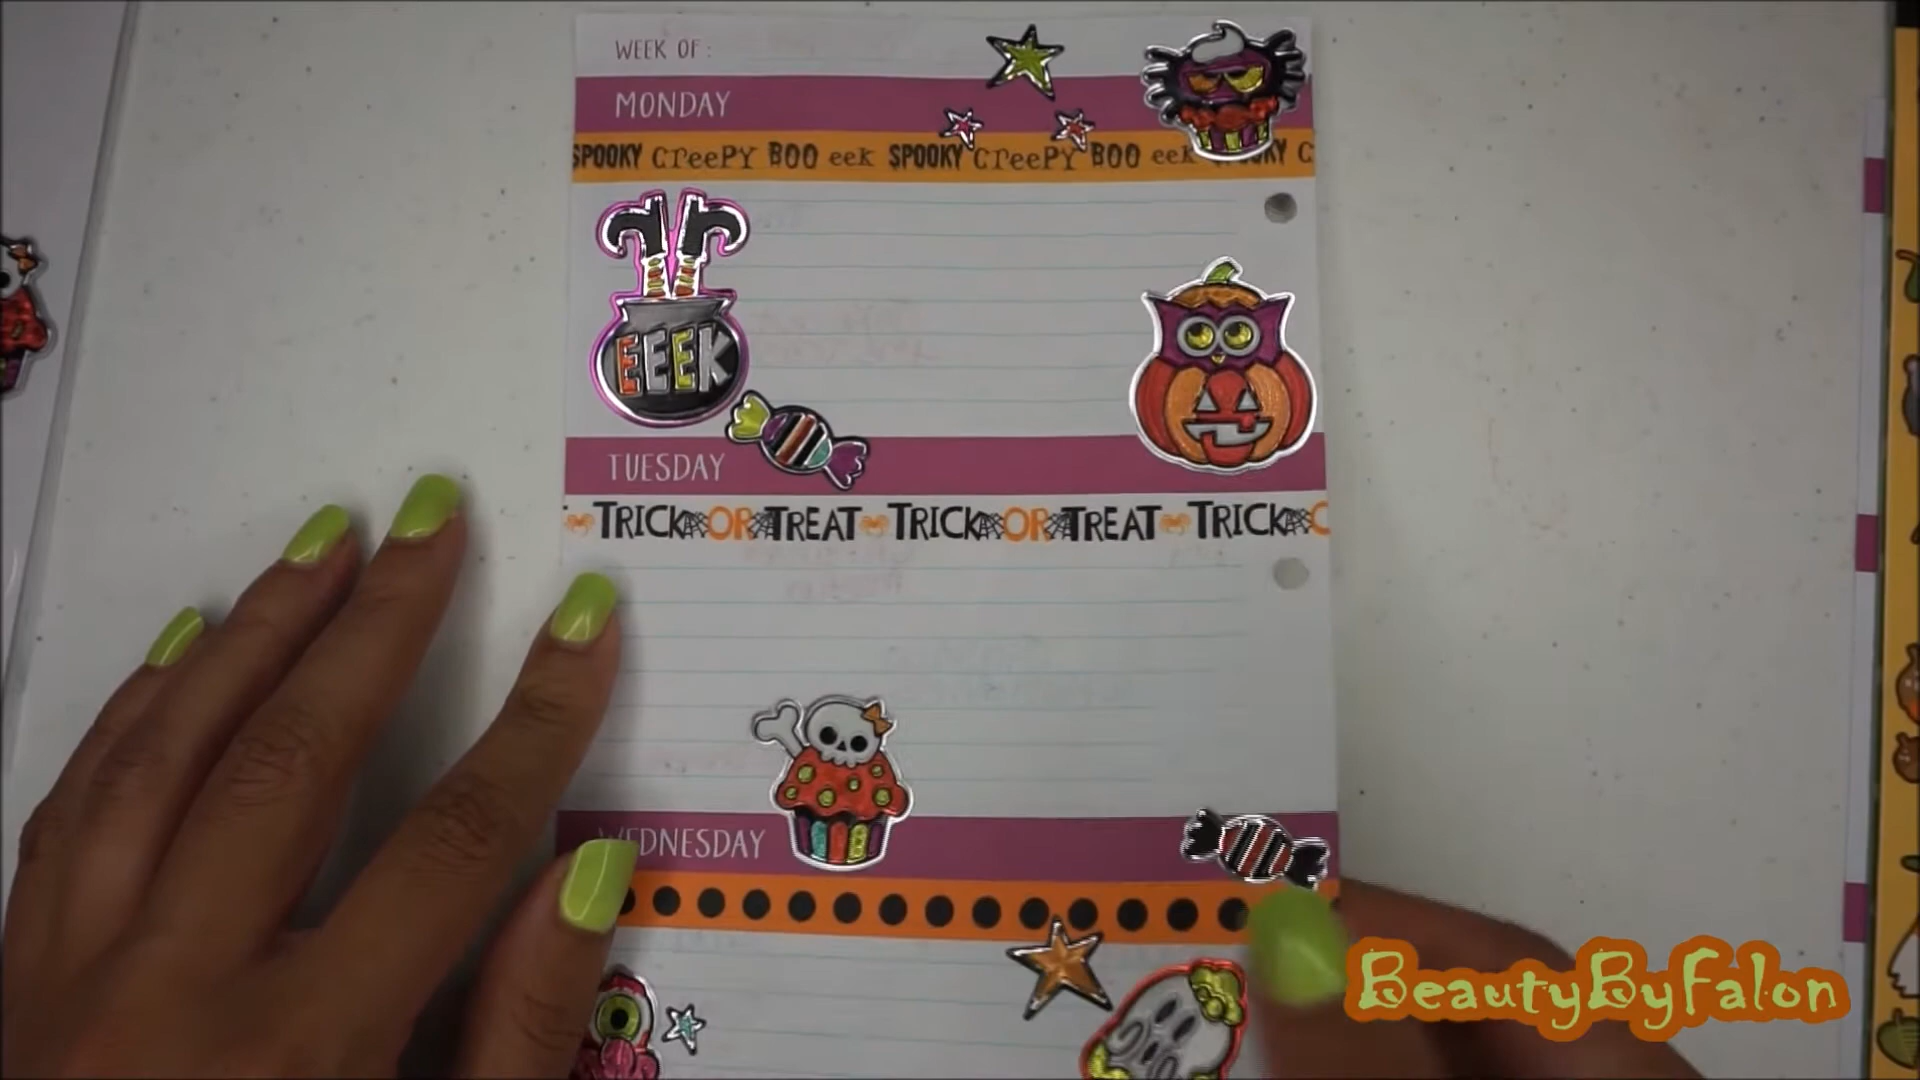 WEEK OF:
MONDAY
SPOOKY creePY BOO eek SPOOKY creePY BOO eek SPOOKY C
EEEK
TUESDAY
TRICK OR TREAT TRICK OR TREAT TRICK O
WEDNESDAY
BeautyByFalon